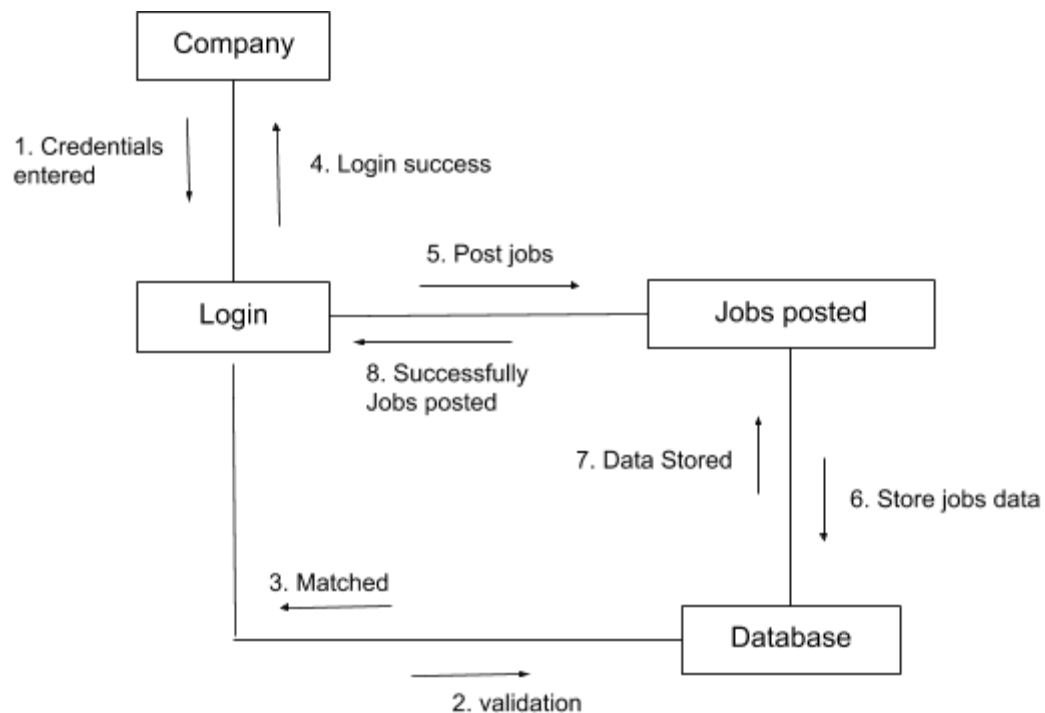 Company
1. Credentials
entered
4. Login success
5. Post jobs
Login
Jobs posted
8. Successfully
Jobs posted
7. Data Stored
6. Store jobs data
3. Matched
Database
2. validation